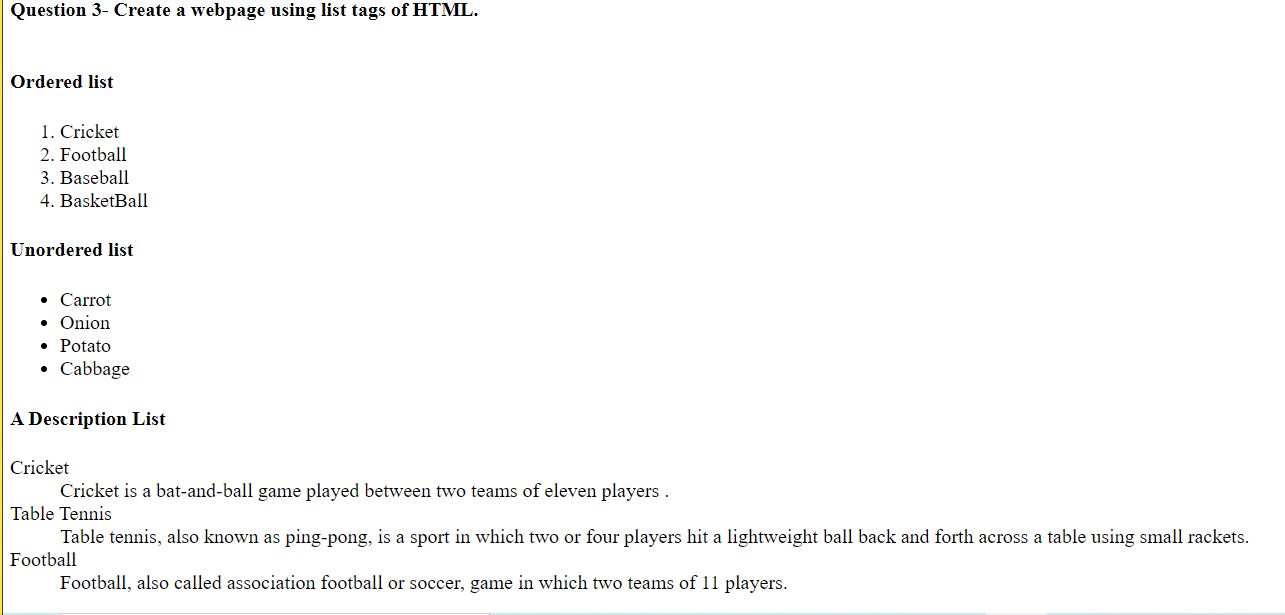 Question 3- Create a webpage using list tags of HTML.
Ordered list
1. Cricket
2. Football
3. Baseball
4. BasketBall
Unordered list
• Carrot
• Onion
• Potato
• Cabbage
A Description List
Cricket
Cricket is a bat-and-ball game played between two teams of eleven players .
Table Tennis
Table tennis, also known as ping-pong, is a sport in which two or four players hit a lightweight ball back and forth across a table using small rackets.
Football
Football, also called association football or soccer, game in which two teams of 11 players.